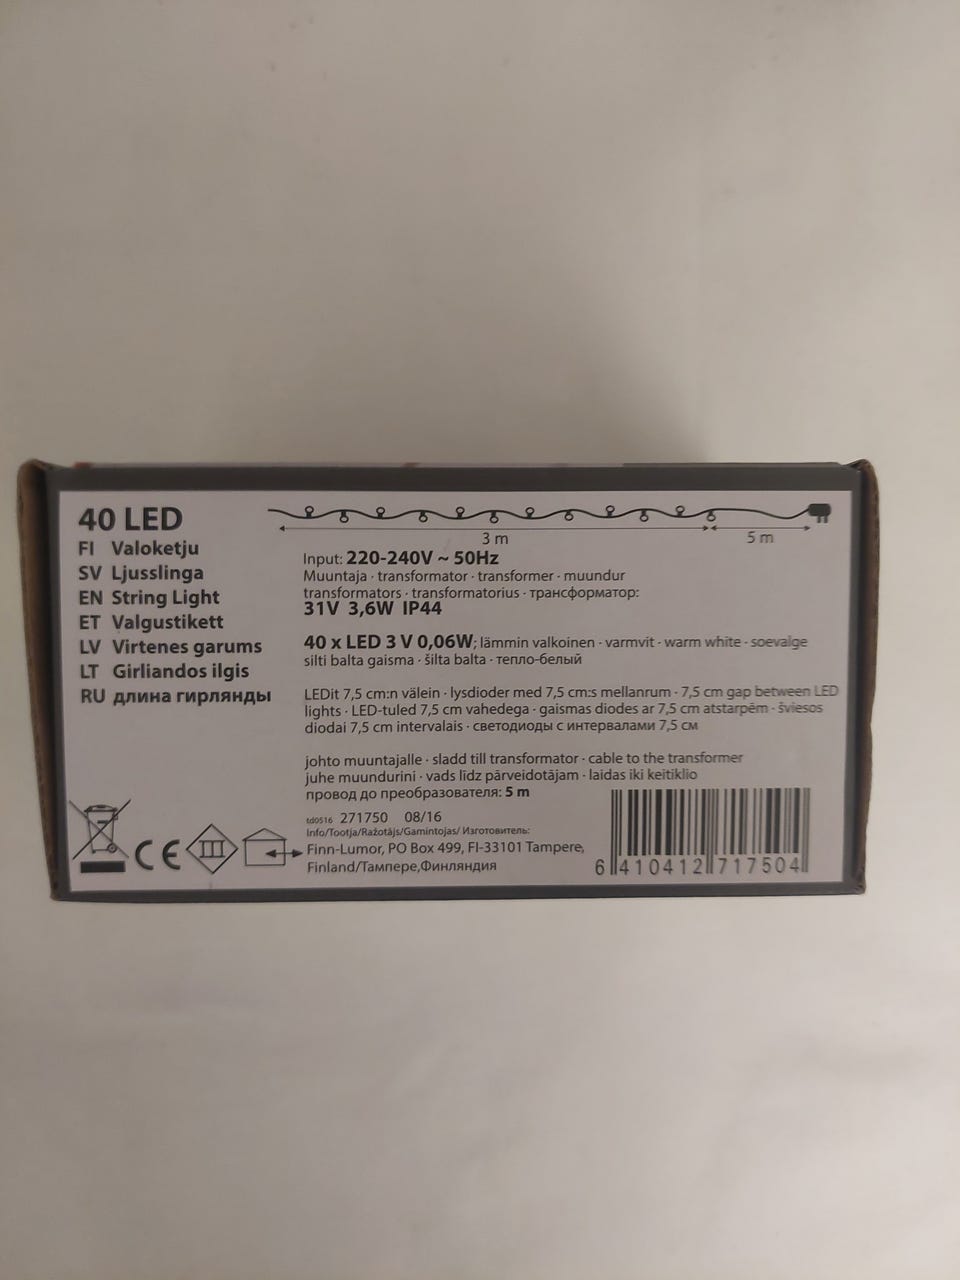 40 LED
FI Valoketju
SV Ljusslinga
EN String Light
ET Valgustikett
LV Virtenes garums
LT Girliandos ilgis
RU длина гирлянды
3 m
5 m
Input: 220-240V ~ 50Hz
Muuntaja · transformator · transformer · muundur
transformators · transformatorius · трансформатор:
31V 3,6W IP44
40 x LED 3 V 0,06W; lämmin valkoinen · varmvit · warm white · soevalge
silti balta gaisma · šilta balta · тепло-белый
LEDit 7,5 cm:n välein · lysdioder med 7,5 cm:s mellanrum · 7,5 cm gap between LED
lights · LED-tuled 7,5 cm vahedega · gaismas diodes ar 7,5 cm atstarpēm · šviesos
diodai 7,5 cm intervalais · светодиоды с интервалами 7,5 см
johto muuntajalle · sladd till transformator · cable to the transformer
juhe muundurini · vads līdz pārveidotājam · laidas iki keitiklio
провод до преобразователя: 5 m
td0516 271750 08/16
Info/Tootja/Ražotājs/Gamintojas/ Изготовитель:
Finn-Lumor, PO Box 499, FI-33101 Tampere,
Finland/Тампере,Финляндия
CE
III
6 410412 717504